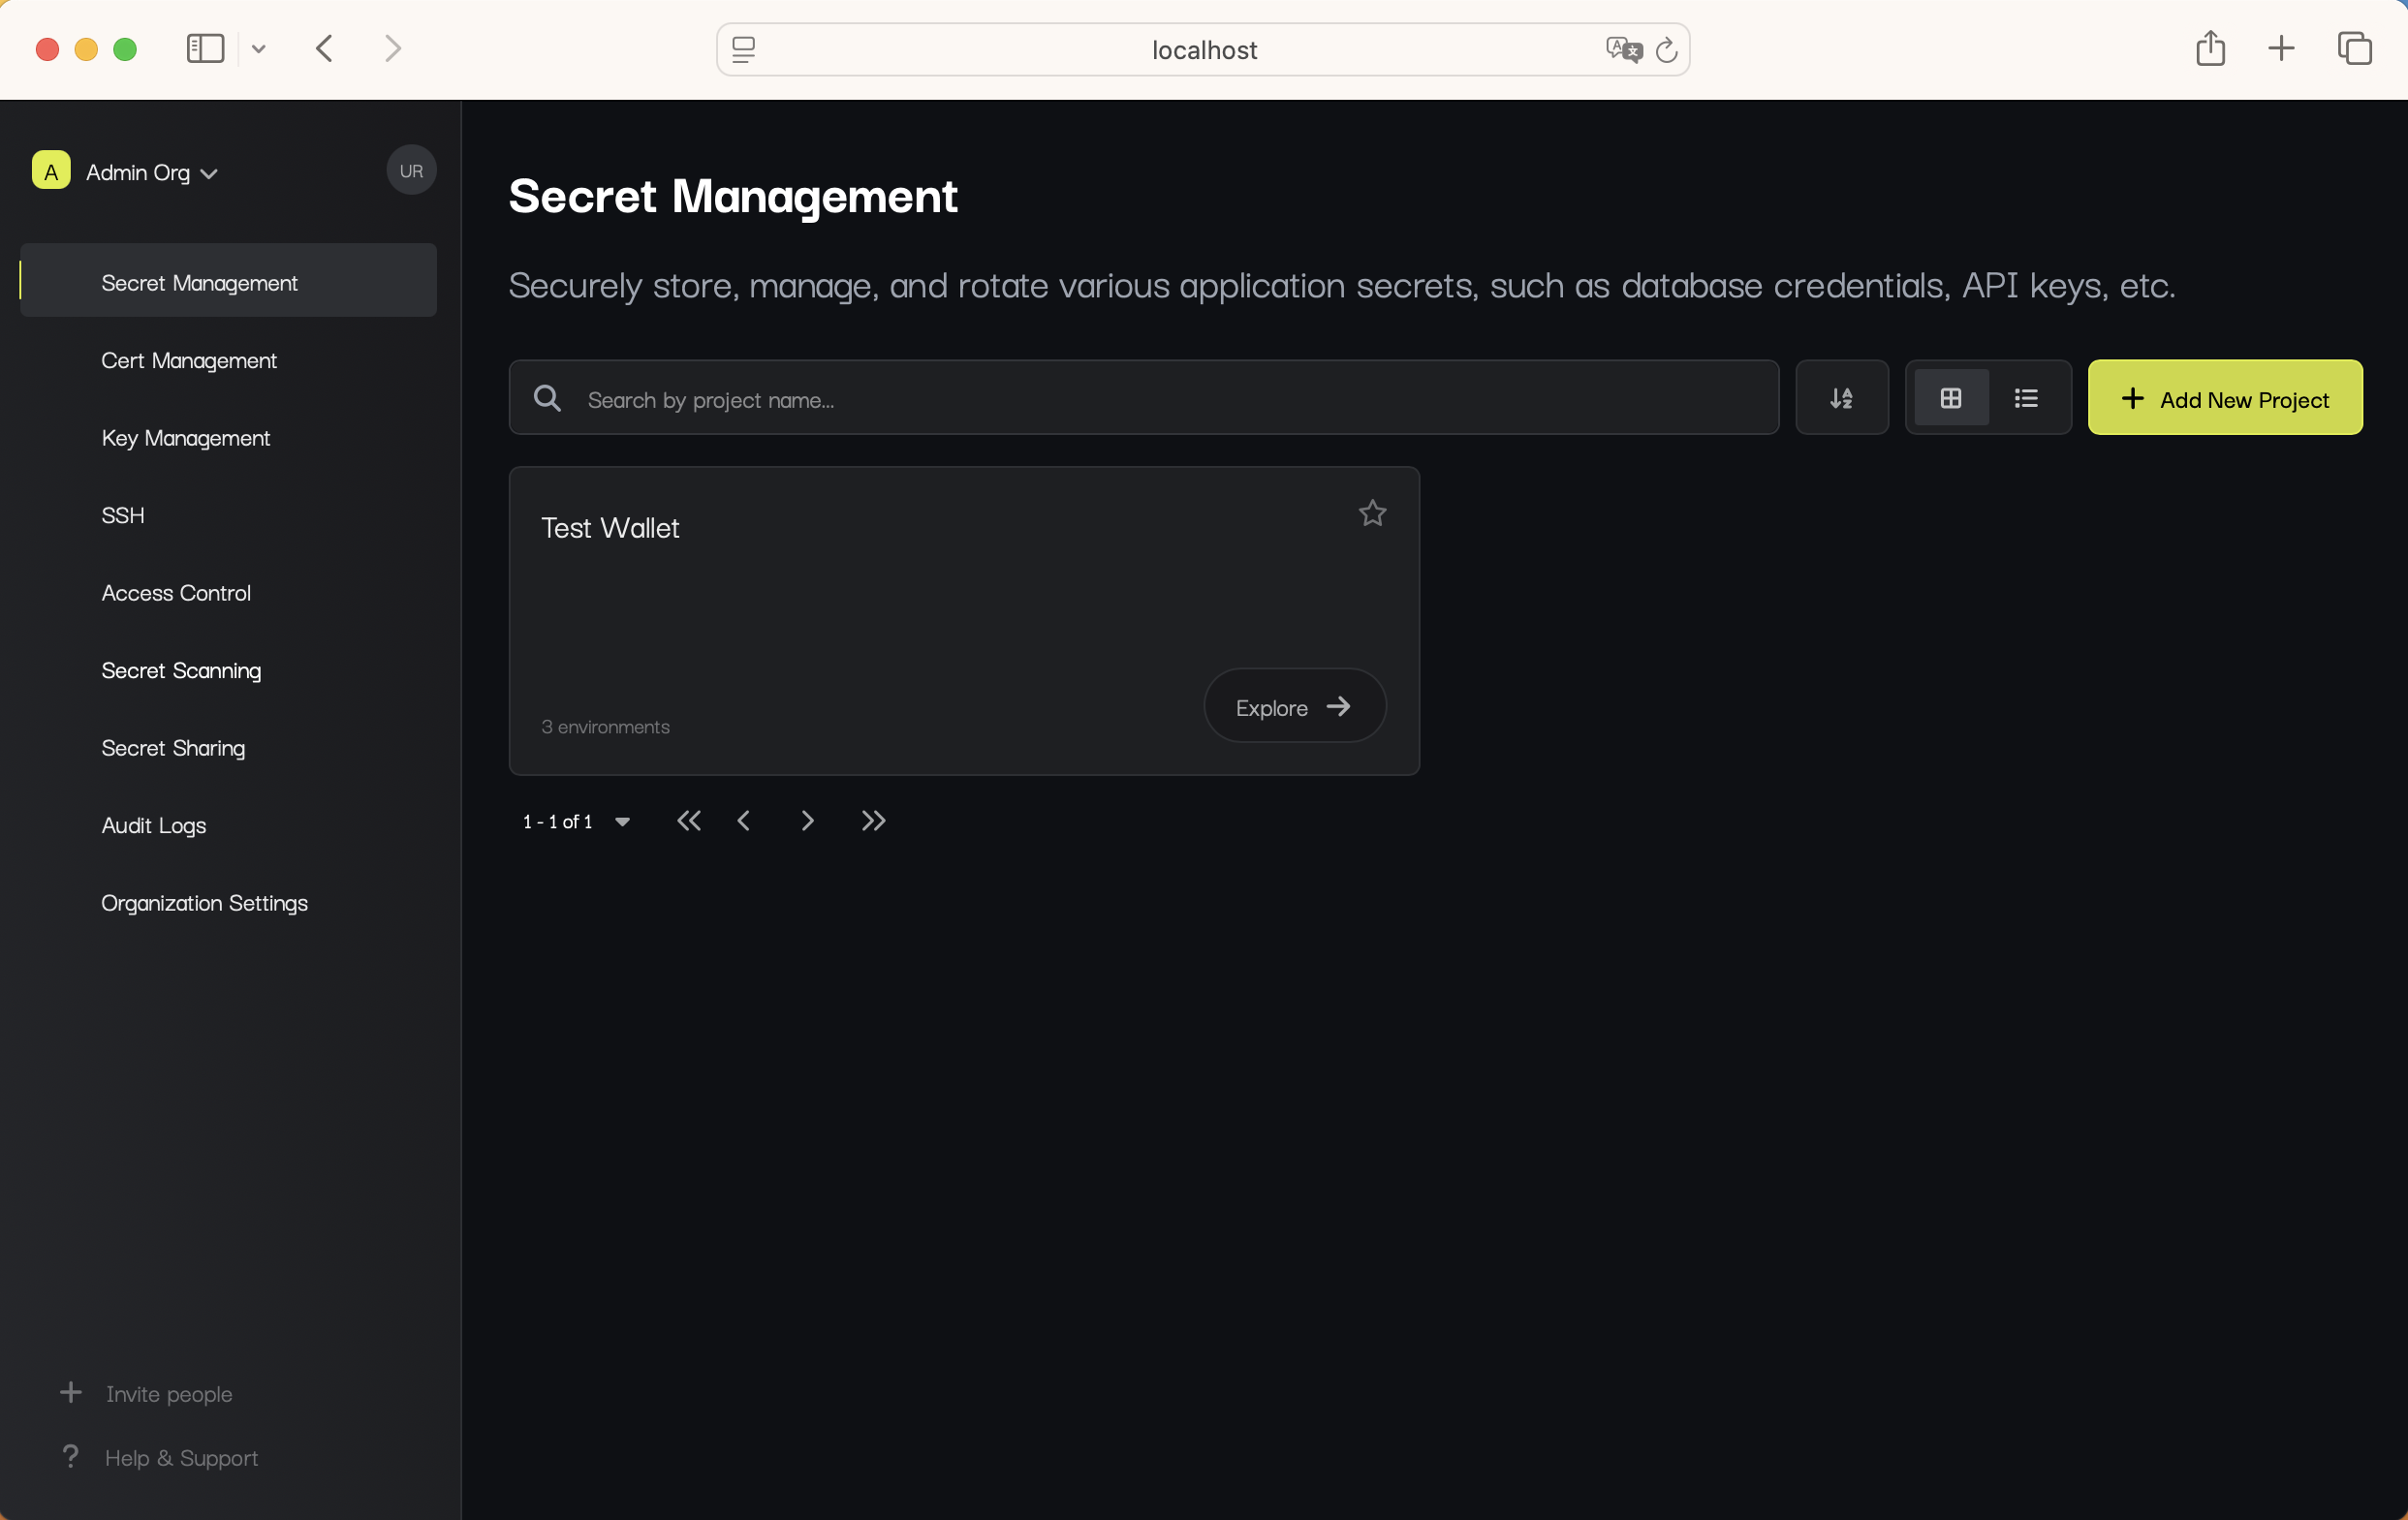 localhost
A Admin Org
UR
Secret Management
Cert Management
Key Management
SSH
Access Control
Secret Scanning
Secret Sharing
Audit Logs
Organization Settings
Invite people
Help & Support
Secret Management
Securely store, manage, and rotate various application secrets, such as database credentials, API keys, etc.
Search by project name...
Add New Project
Test Wallet
3 environments
Explore
1 - 1 of 1